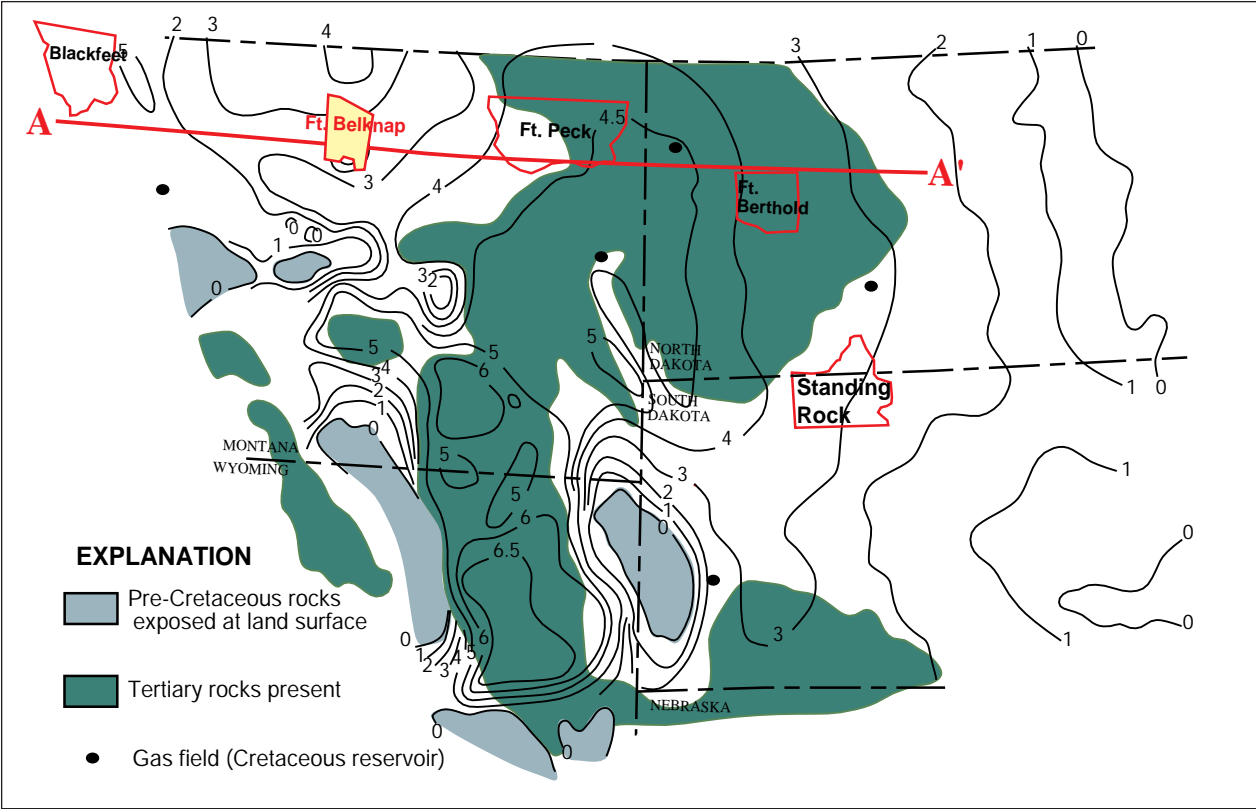 2
3
4
3
2
1
0
Blackfeet
5
A
Ft. Belknap
Ft. Peck
4.5
A'
3
4
Ft.
Berthold
0
0
1
0
3
2
5
4
3
2
1
0
5
6
5
NORTH
DAKOTA
SOUTH
DAKOTA
Standing
Rock
1
0
4
MONTANA
WYOMING
5
5
6
6.5
3
2
1
0
1
0
EXPLANATION
Pre-Cretaceous rocks
exposed at land surface
0
1
2
3
4
5
6
3
1
0
Tertiary rocks present
NEBRASKA
0
0
Gas field (Cretaceous reservoir)